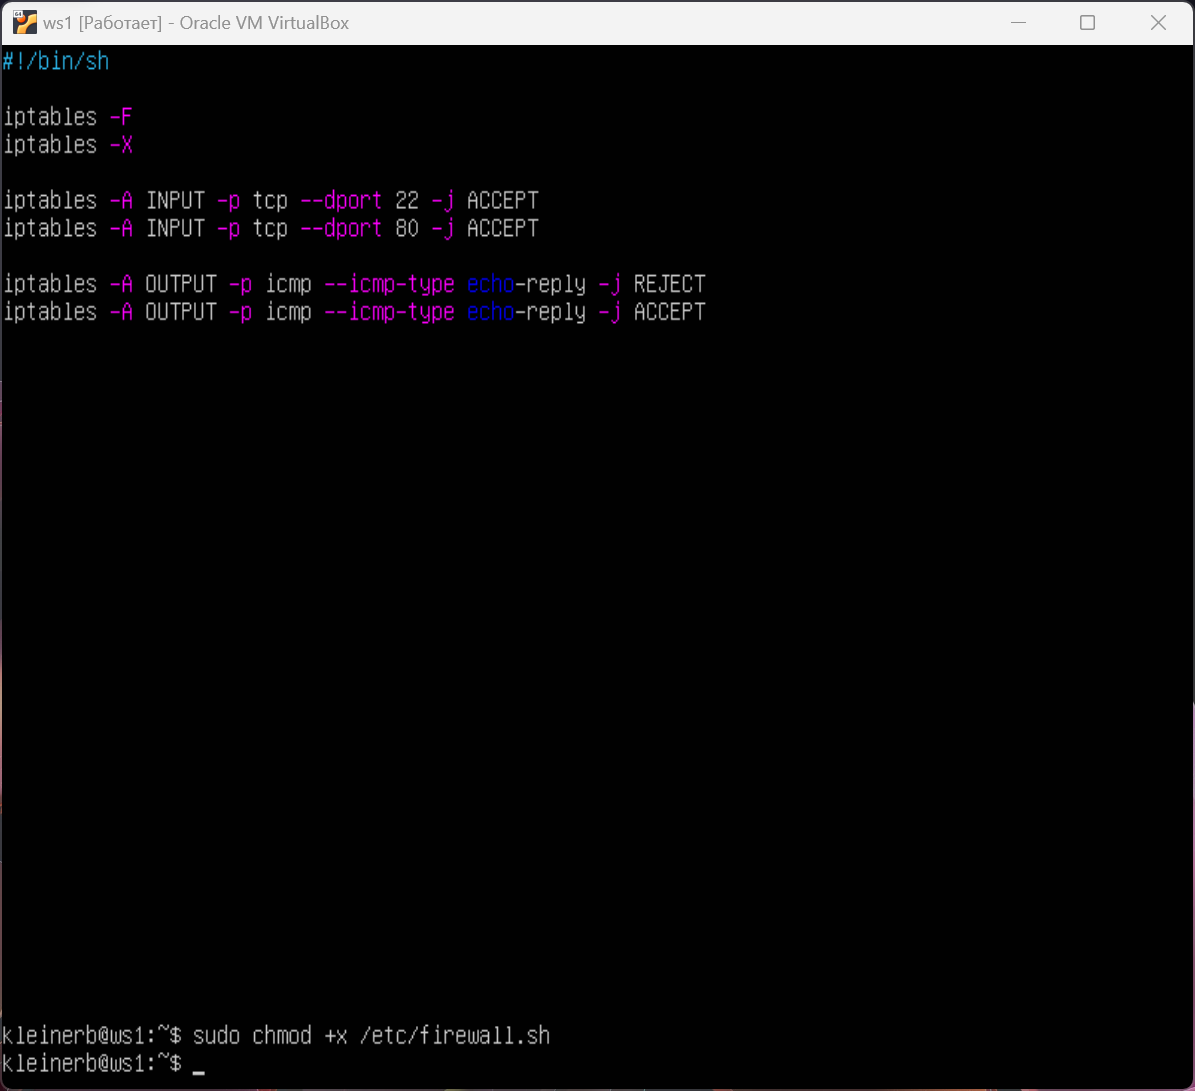 ws1 [Работает] - Oracle VM VirtualBox
#!/bin/sh
iptables -F
iptables -X
iptables -A INPUT -p tcp --dport 22 -j ACCEPT
iptables -A INPUT -p tcp --dport 80 -j ACCEPT
iptables -A OUTPUT -p icmp --icmp-type echo-reply -j REJECT
iptables -A OUTPUT -p icmp --icmp-type echo-reply -j ACCEPT
kleinerb@ws1:~$ sudo chmod +x /etc/firewall.sh
kleinerb@ws1:~$ _